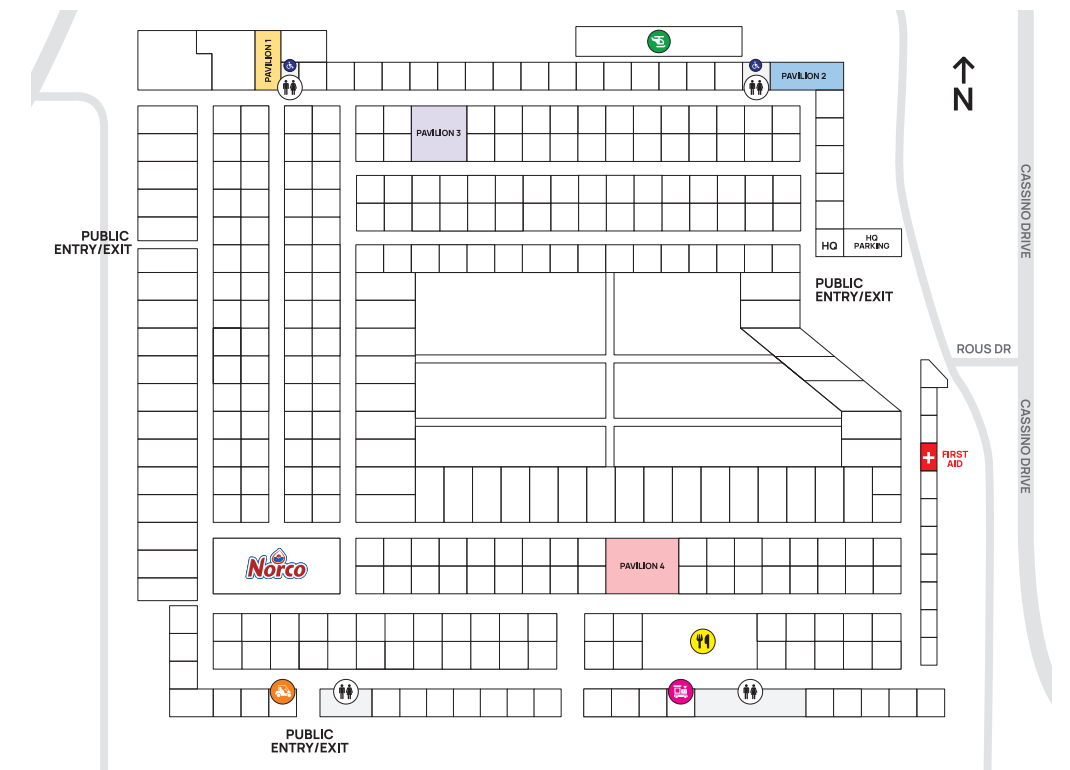 PAVILION 1
PAVILION 2
N
PAVILION 3
CASSINO DRIVE
PUBLIC
ENTRY/EXIT
HQ
HQ
PARKING
PUBLIC
ENTRY/EXIT
ROUS DR
CASSINO DRIVE
FIRST
AID
Norco
PAVILION 4
PUBLIC
ENTRY/EXIT